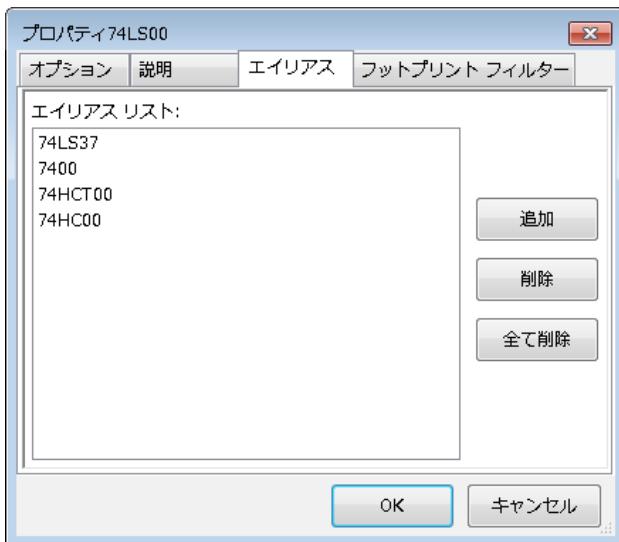 プロパティ74LS00
オプション 説明 エイリアス フットプリント フィルター
エイリアス リスト:
74LS37
7400
74HCT00
74HC00
追加
削除
全て削除
OK キャンセル